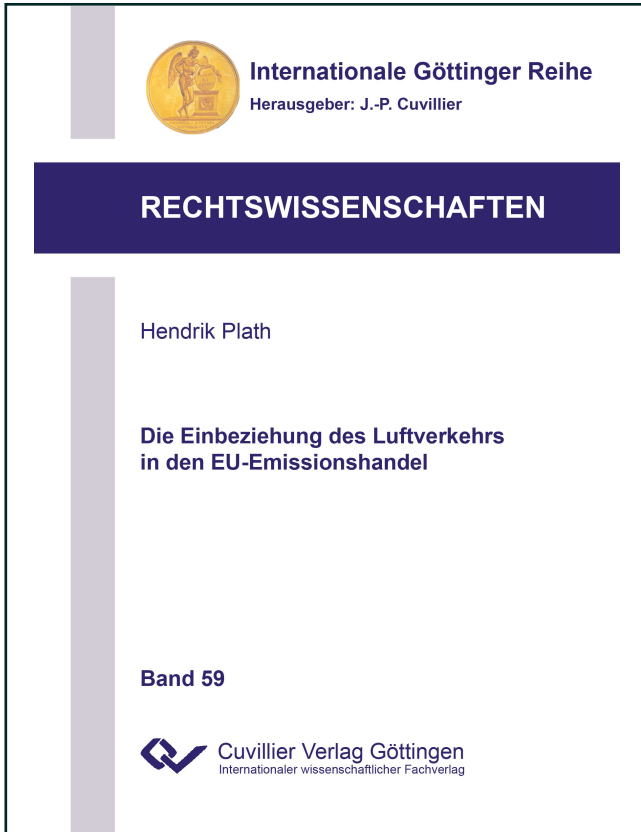 Internationale Göttinger Reihe
Herausgeber: J.-P. Cuvillier
RECHTSWISSENSCHAFTEN
Hendrik Plath
Die Einbeziehung des Luftverkehrs
in den EU-Emissionshandel
Band 59
Cuvillier Verlag Göttingen
Internationaler wissenschaftlicher Fachverlag